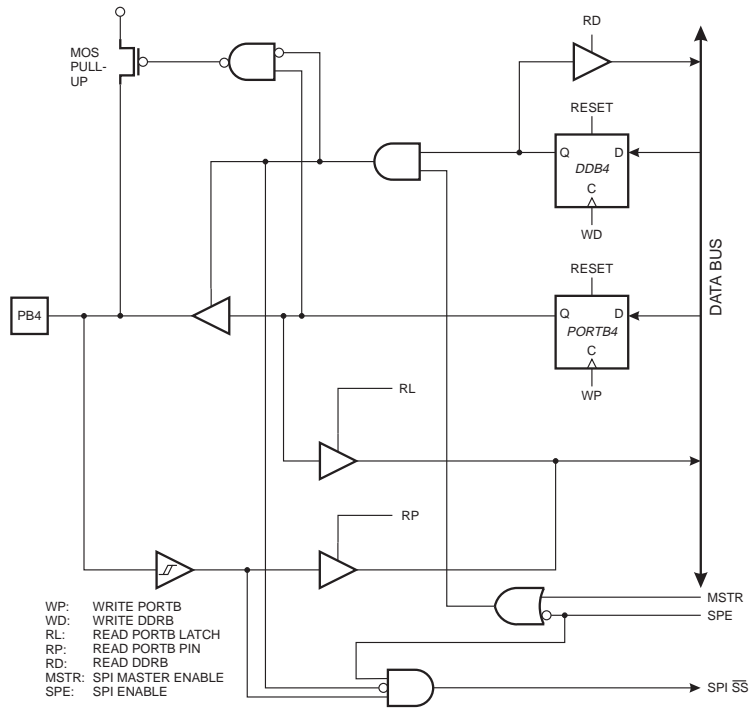 RD
MOS
PULL-
UP
RESET
Q
D
DDB4
C
WD
RESET
DATA BUS
PB4
Q
D
PORTB4
C
WP
RL
RP
MSTR
SPE
WP: WRITE PORTB
WD: WRITE DDRB
RL: READ PORTB LATCH
RP: READ PORTB PIN
RD: READ DDRB
MSTR: SPI MASTER ENABLE
SPE: SPI ENABLE
SPI S̅S̅